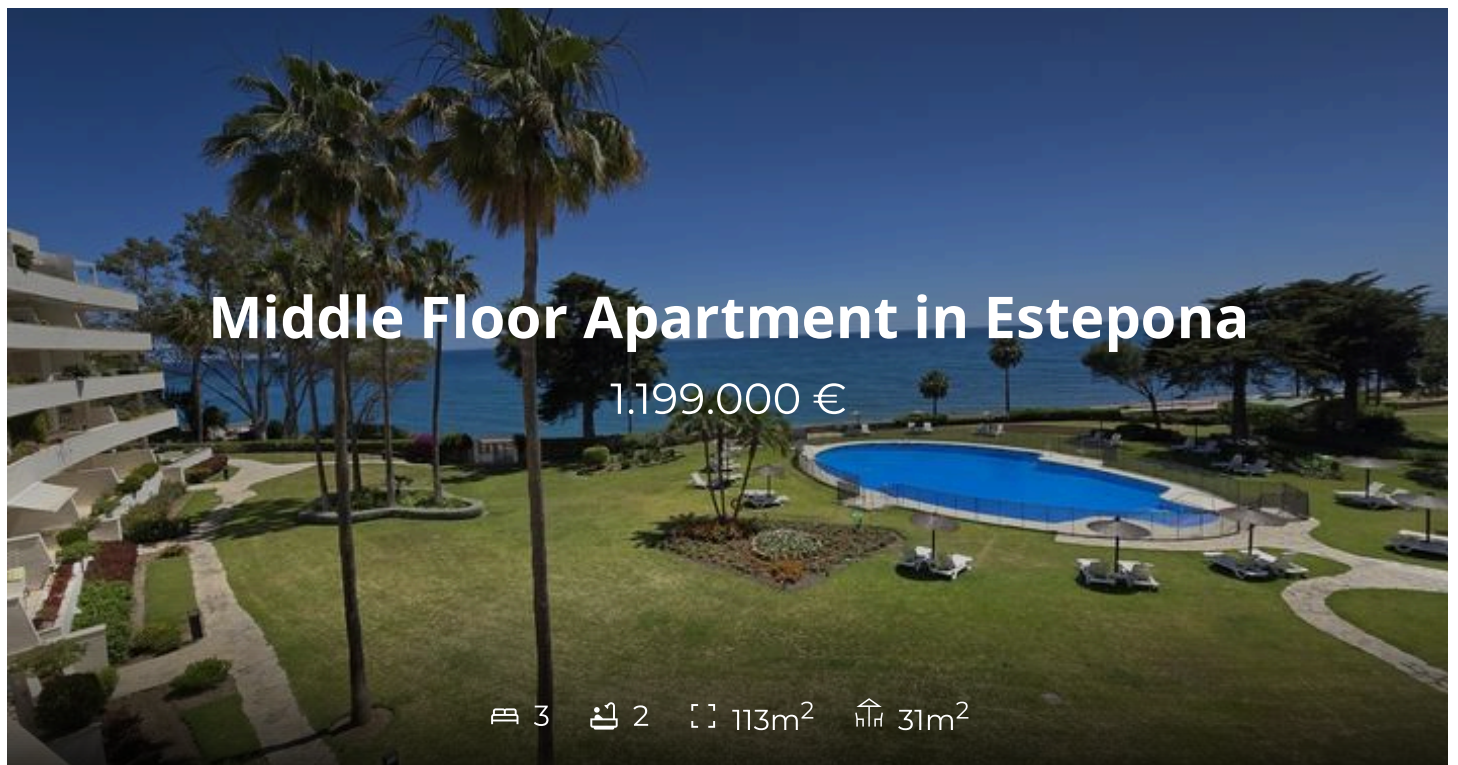 Middle Floor Apartment in Estepona
1.199.000 €
3 2 113m² 31m²